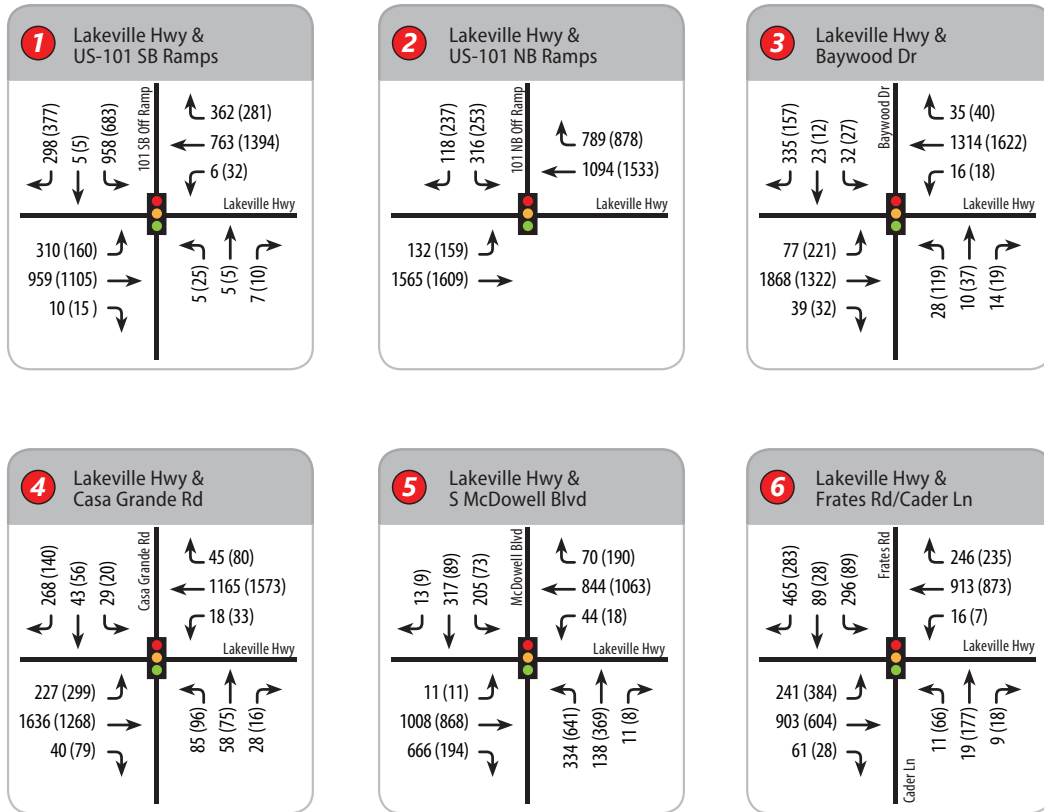 1
Lakeville Hwy &
US-101 SB Ramps
298 (377)
5 (5)
958 (683)
101 SB Off Ramp
362 (281)
763 (1394)
6 (32)
Lakeville Hwy
310 (160)
959 (1105)
10 (15 )
5 (25)
5 (5)
7 (10)
2
Lakeville Hwy &
US-101 NB Ramps
118 (237)
316 (253)
101 NB Off Ramp
789 (878)
1094 (1533)
Lakeville Hwy
132 (159)
1565 (1609)
3
Lakeville Hwy &
Baywood Dr
335 (157)
23 (12)
32 (27)
Baywood Dr
35 (40)
1314 (1622)
16 (18)
Lakeville Hwy
77 (221)
1868 (1322)
39 (32)
28 (119)
10 (37)
14 (19)
4
Lakeville Hwy &
Casa Grande Rd
268 (140)
43 (56)
29 (20)
Casa Grande Rd
45 (80)
1165 (1573)
18 (33)
Lakeville Hwy
227 (299)
1636 (1268)
40 (79)
85 (96)
58 (75)
28 (16)
5
Lakeville Hwy &
S McDowell Blvd
13 (9)
317 (89)
205 (73)
McDowell Blvd
70 (190)
844 (1063)
44 (18)
Lakeville Hwy
11 (11)
1008 (868)
666 (194)
334 (641)
138 (369)
11 (8)
6
Lakeville Hwy &
Frates Rd/Cader Ln
465 (283)
89 (28)
296 (89)
Frates Rd
246 (235)
913 (873)
16 (7)
Lakeville Hwy
241 (384)
903 (604)
61 (28)
Cader Ln
11 (66)
19 (177)
9 (18)